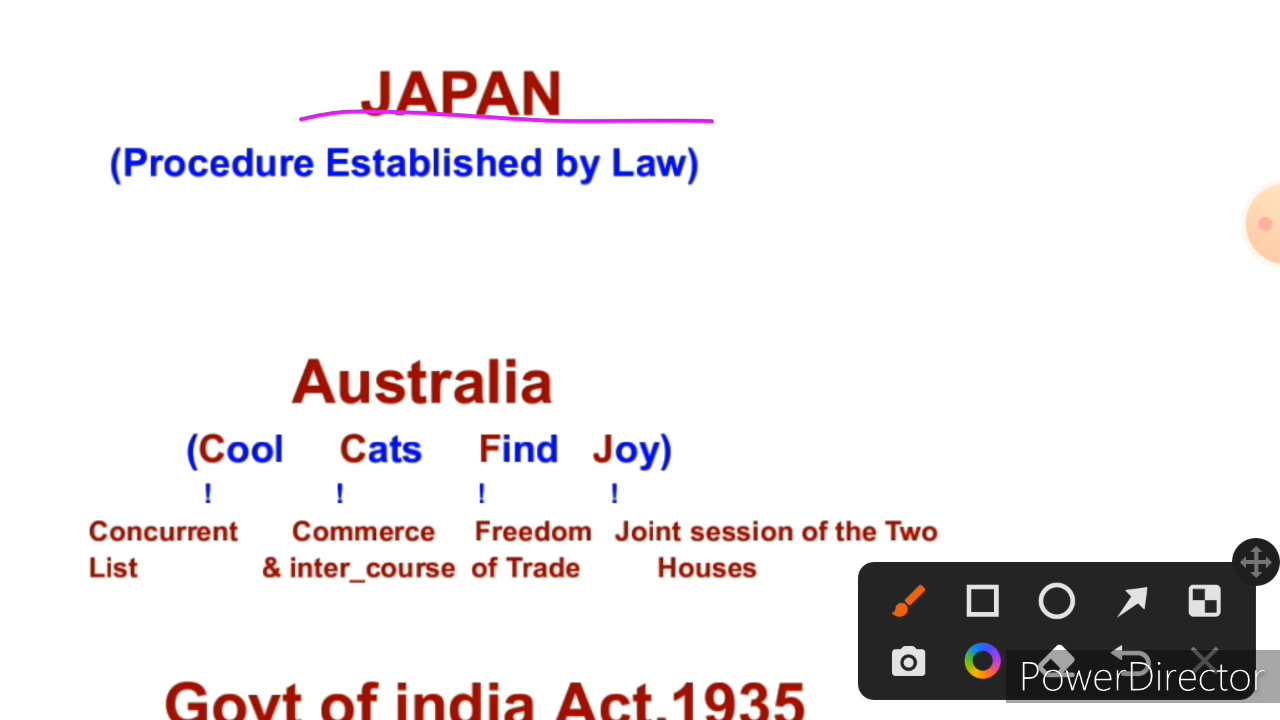 JAPAN
(Procedure Established by Law)
Australia
(Cool Cats Find Joy)
! ! ! !
Concurrent Commerce Freedom Joint session of the Two
List & inter_course of Trade Houses
Govt of india Act,1935
PowerDirector